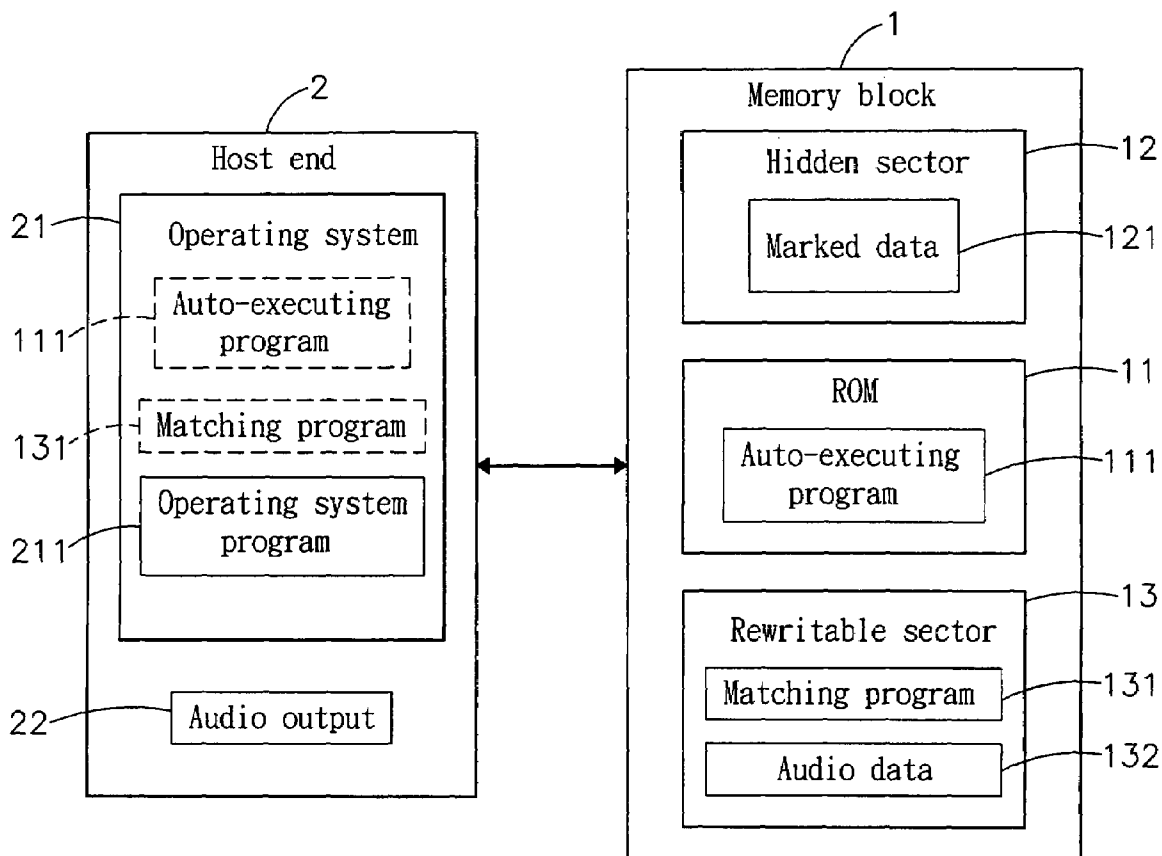 1
Memory block
12
Hidden sector
121
Marked data
11
ROM
111
Auto-executing
program
13
Rewritable sector
131
Matching program
132
Audio data
2
Host end
21
Operating system
111
Auto-executing
program
131
Matching program
211
Operating system
program
22
Audio output